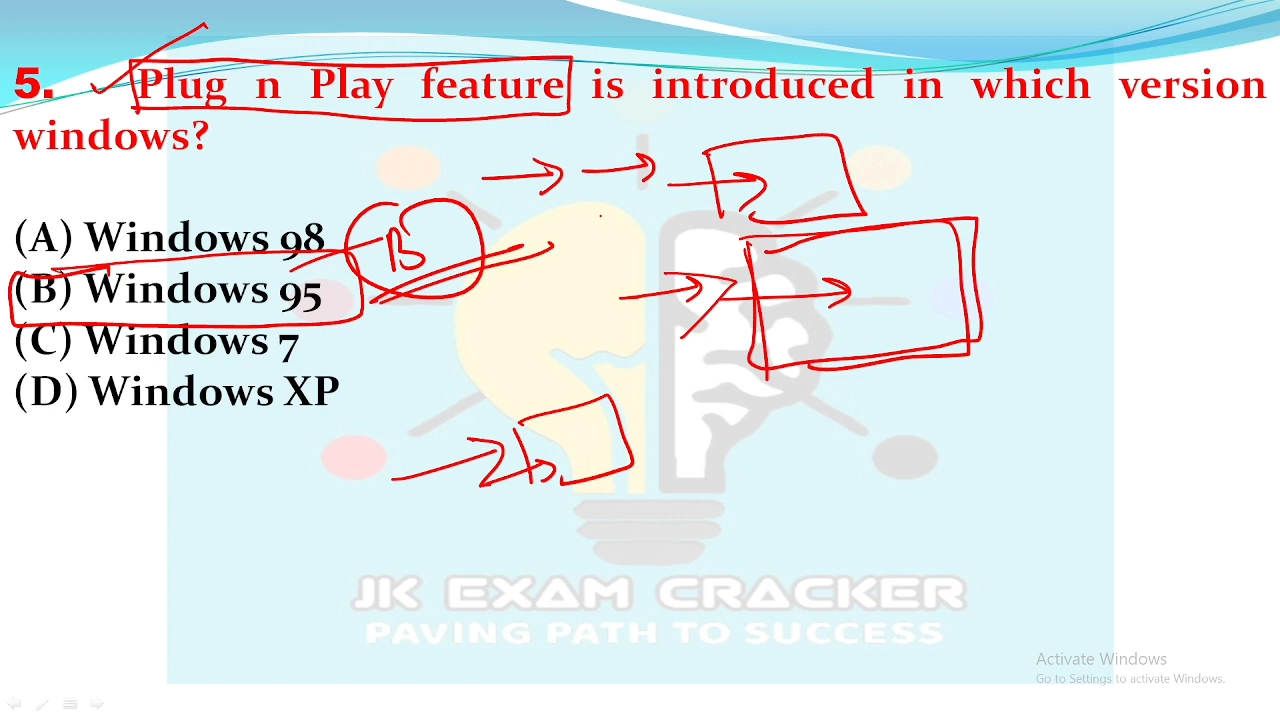 5. Plug n Play feature is introduced in which version
windows?
(A) Windows 98
B
(B) Windows 95
(C) Windows 7
(D) Windows XP
JK EXAM CRACKER
PAVING PATH TO SUCCESS
Activate Windows
Go to Settings to activate Windows.